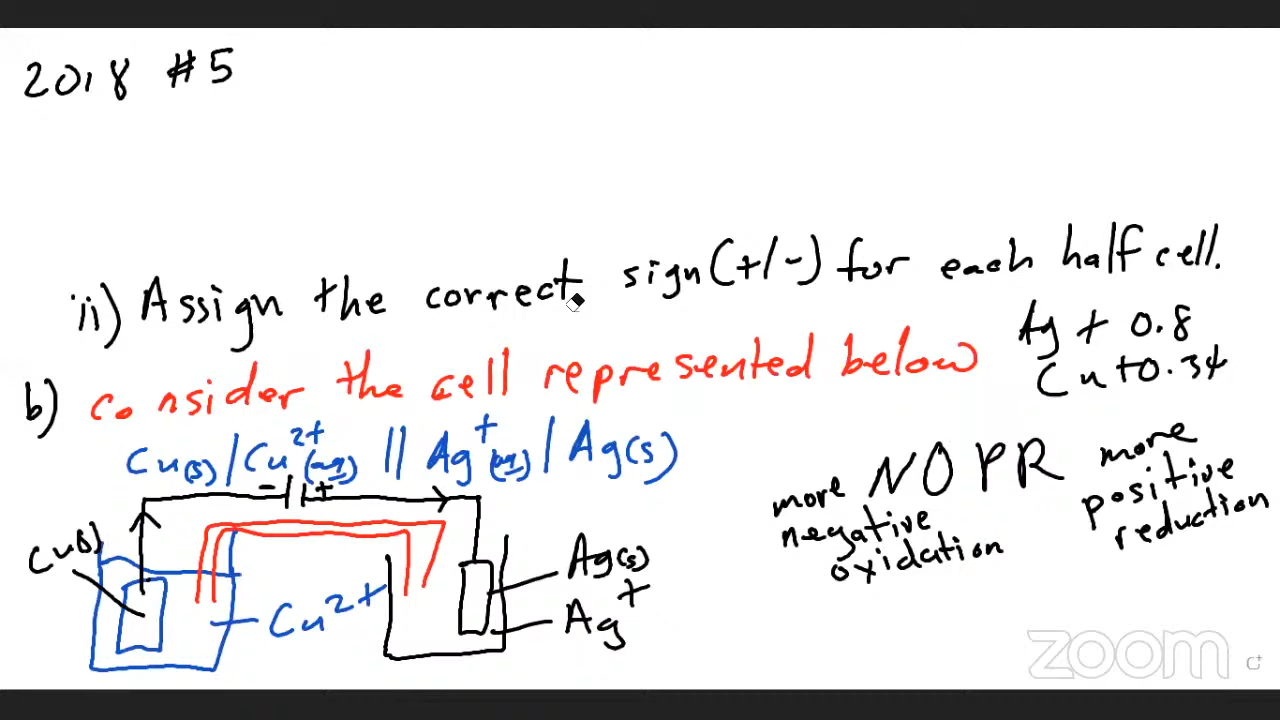 2018 #5
ii) Assign the correct sign (+/-) for each half cell.
Ag + 0.8
Cu +0.34
b) consider the cell represented below
Cu(s)/Cu²⁺(aq) // Ag⁺(aq) / Ag(s)
more negative oxidation
NOPR
more positive reduction
- +
Cu(s)
Cu²⁺
Ag(s)
Ag⁺
zoom